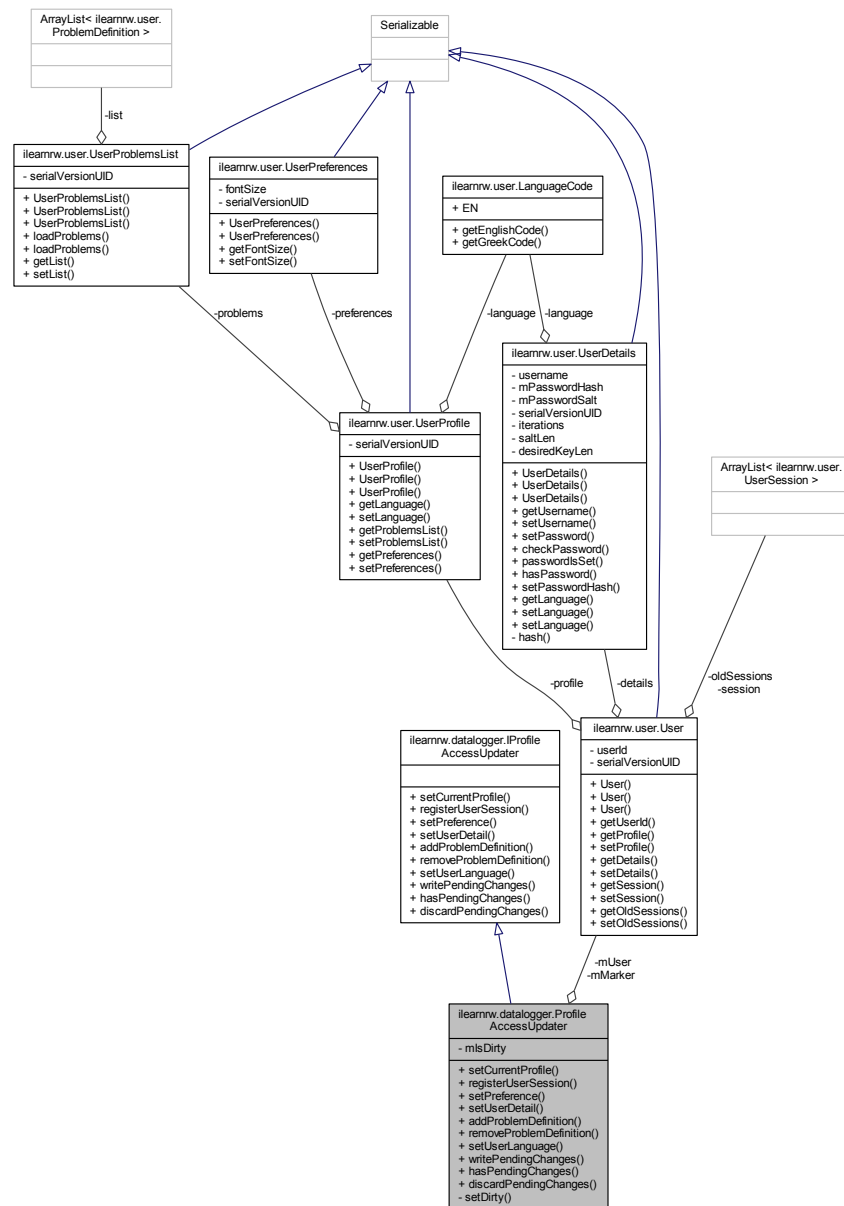 ArrayList< ilearnrw.user.
ProblemDefinition >
Serializable
-list
ilearnrw.user.UserProblemsList
- serialVersionUID
+ UserProblemsList()
+ UserProblemsList()
+ UserProblemsList()
+ loadProblems()
+ loadProblems()
+ getList()
+ setList()
ilearnrw.user.UserPreferences
- fontSize
- serialVersionUID
+ UserPreferences()
+ UserPreferences()
+ getFontSize()
+ setFontSize()
ilearnrw.user.LanguageCode
+ EN
+ getEnglishCode()
+ getGreekCode()
-problems
-preferences
-language
-language
ilearnrw.user.UserDetails
- username
- mPasswordHash
- mPasswordSalt
- serialVersionUID
- iterations
- saltLen
- desiredKeyLen
+ UserDetails()
+ UserDetails()
+ UserDetails()
+ getUsername()
+ setUsername()
+ setPassword()
+ checkPassword()
+ passwordIsSet()
+ hasPassword()
+ setPasswordHash()
+ getLanguage()
+ setLanguage()
+ setLanguage()
- hash()
ilearnrw.user.UserProfile
- serialVersionUID
+ UserProfile()
+ UserProfile()
+ UserProfile()
+ getLanguage()
+ setLanguage()
+ getProblemsList()
+ setProblemsList()
+ getPreferences()
+ setPreferences()
ArrayList< ilearnrw.user.
UserSession >
-profile
-details
-oldSessions
-session
ilearnrw.user.User
- userId
- serialVersionUID
+ User()
+ User()
+ User()
+ getUserId()
+ getProfile()
+ setProfile()
+ getDetails()
+ setDetails()
+ getSession()
+ setSession()
+ getOldSessions()
+ setOldSessions()
ilearnrw.datalogger.IProfile
AccessUpdater
+ setCurrentProfile()
+ registerUserSession()
+ setPreference()
+ setUserDetail()
+ addProblemDefinition()
+ removeProblemDefinition()
+ setUserLanguage()
+ writePendingChanges()
+ hasPendingChanges()
+ discardPendingChanges()
-mUser
-mMarker
ilearnrw.datalogger.Profile
AccessUpdater
- mIsDirty
+ setCurrentProfile()
+ registerUserSession()
+ setPreference()
+ setUserDetail()
+ addProblemDefinition()
+ removeProblemDefinition()
+ setUserLanguage()
+ writePendingChanges()
+ hasPendingChanges()
+ discardPendingChanges()
- setDirty()